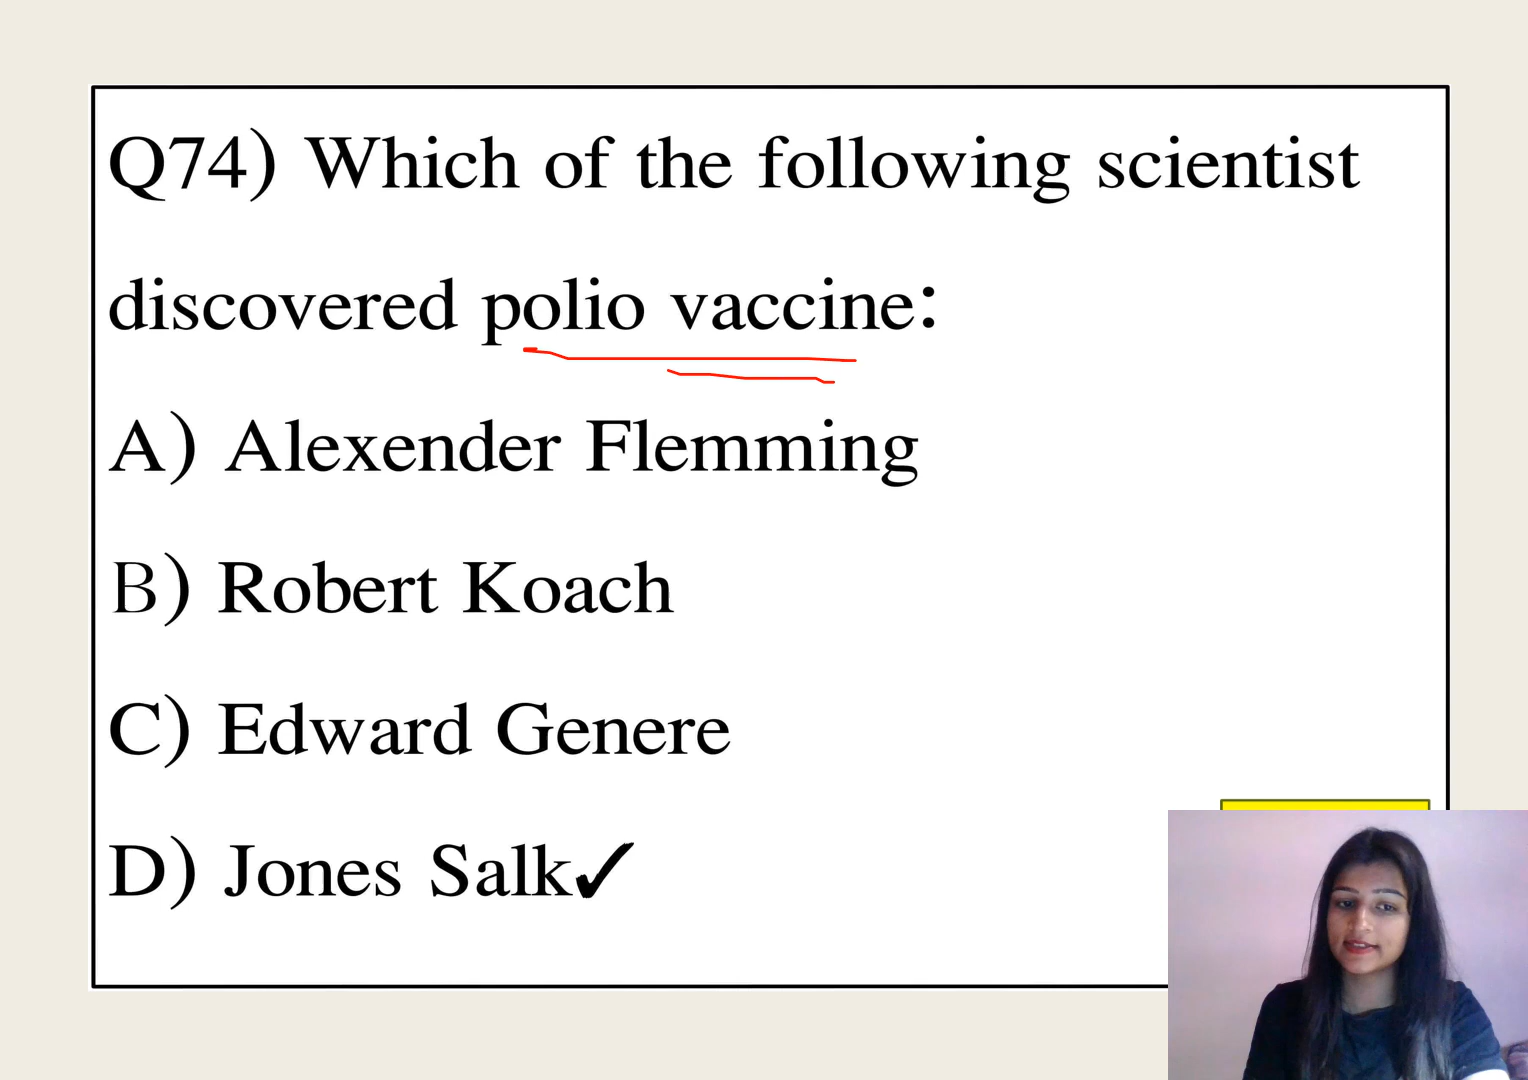 Q74) Which of the following scientist
discovered polio vaccine:
A) Alexender Flemming
B) Robert Koach
C) Edward Genere
D) Jones Salk✓